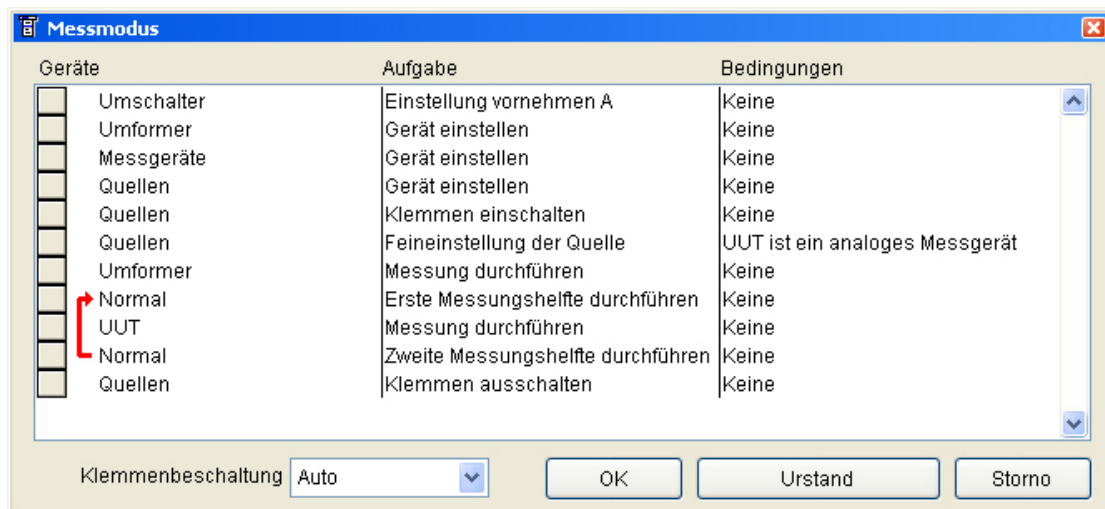 Messmodus
Geräte Aufgabe Bedingungen
Umschalter Einstellung vornehmen A Keine
Umformer Gerät einstellen Keine
Messgeräte Gerät einstellen Keine
Quellen Gerät einstellen Keine
Quellen Klemmen einschalten Keine
Quellen Feineinstellung der Quelle UUT ist ein analoges Messgerät
Umformer Messung durchführen Keine
Normal Erste Messungshelfte durchführen Keine
UUT Messung durchführen Keine
Normal Zweite Messungshelfte durchführen Keine
Quellen Klemmen ausschalten Keine
Klemmenbeschaltung Auto OK Urstand Storno